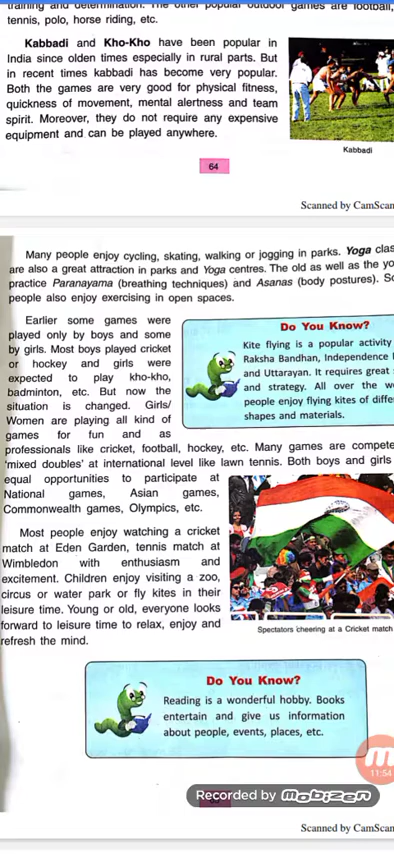 training and determination. The other popular outdoor games are football,
tennis, polo, horse riding, etc.
Kabbadi and Kho-Kho have been popular in
India since olden times especially in rural parts. But
in recent times kabbadi has become very popular.
Both the games are very good for physical fitness,
quickness of movement, mental alertness and team
spirit. Moreover, they do not require any expensive
equipment and can be played anywhere.
Kabbadi
64
Scanned by CamScan
Many people enjoy cycling, skating, walking or jogging in parks. Yoga clas
are also a great attraction in parks and Yoga centres. The old as well as the yo
practice Paranayama (breathing techniques) and Asanas (body postures). So
people also enjoy exercising in open spaces.
Earlier some games were
played only by boys and some
by girls. Most boys played cricket
or hockey and girls were
expected to play kho-kho,
badminton, etc. But now the
situation is changed. Girls/
Women are playing all kind of
games for fun and as
professionals like cricket, football, hockey, etc. Many games are compete
'mixed doubles' at international level like lawn tennis. Both boys and girls
equal opportunities to participate at
National games, Asian games,
Commonwealth games, Olympics, etc.
Do You Know?
Kite flying is a popular activity
Raksha Bandhan, Independence
and Uttarayan. It requires great
and strategy. All over the w
people enjoy flying kites of diffe
shapes and materials.
Most people enjoy watching a cricket
match at Eden Garden, tennis match at
Wimbledon with enthusiasm and
excitement. Children enjoy visiting a zoo,
circus or water park or fly kites in their
leisure time. Young or old, everyone looks
forward to leisure time to relax, enjoy and
refresh the mind.
Spectators cheering at a Cricket match
Do You Know?
Reading is a wonderful hobby. Books
entertain and give us information
about people, events, places, etc.
11:54
Recorded by mobizen
Scanned by CamScan